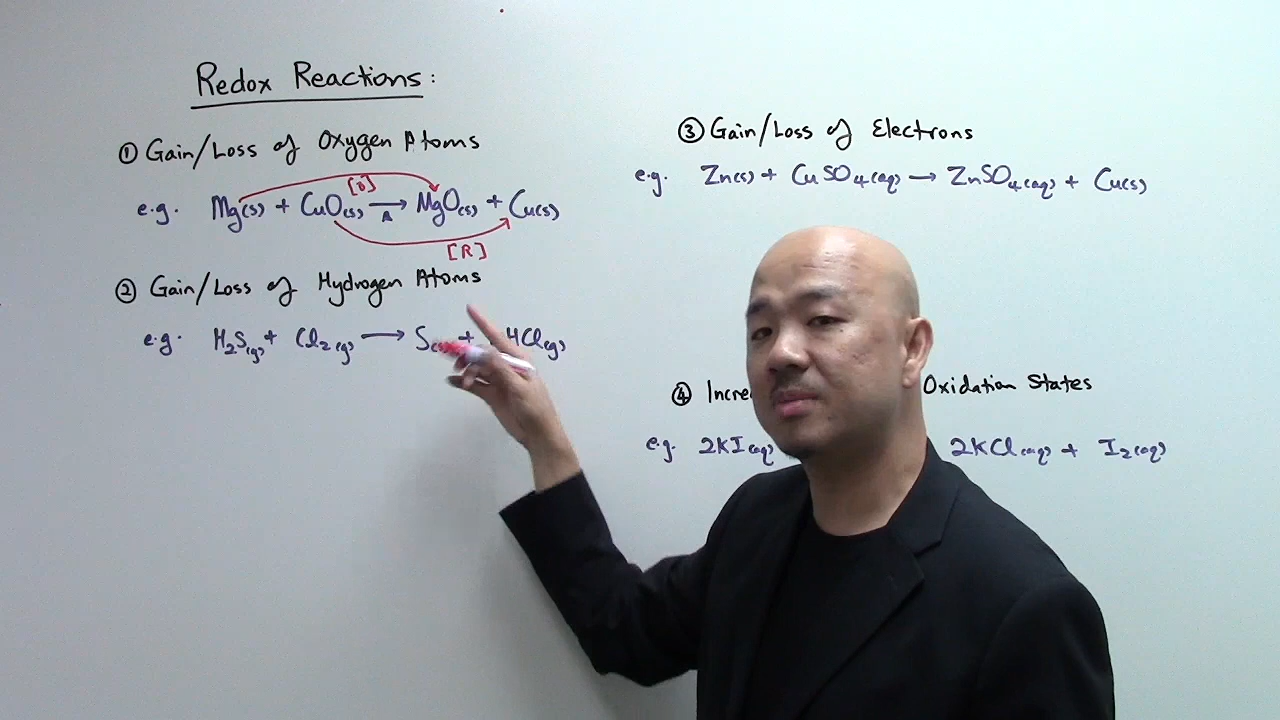 Redox Reactions:
① Gain/Loss of Oxygen Atoms
[O]
e.g. Mg(s) + CuO(s) → MgO(s) + Cu(s)
Δ
[R]
② Gain/Loss of Hydrogen Atoms
e.g. H₂S(g) + Cl₂(g) → S(s) + HCl(g)
③ Gain/Loss of Electrons
e.g. Zn(s) + CuSO₄(aq) → ZnSO₄(aq) + Cu(s)
④ Incre Oxidation States
e.g. 2KI(aq) 2KCl(aq) + I₂(aq)